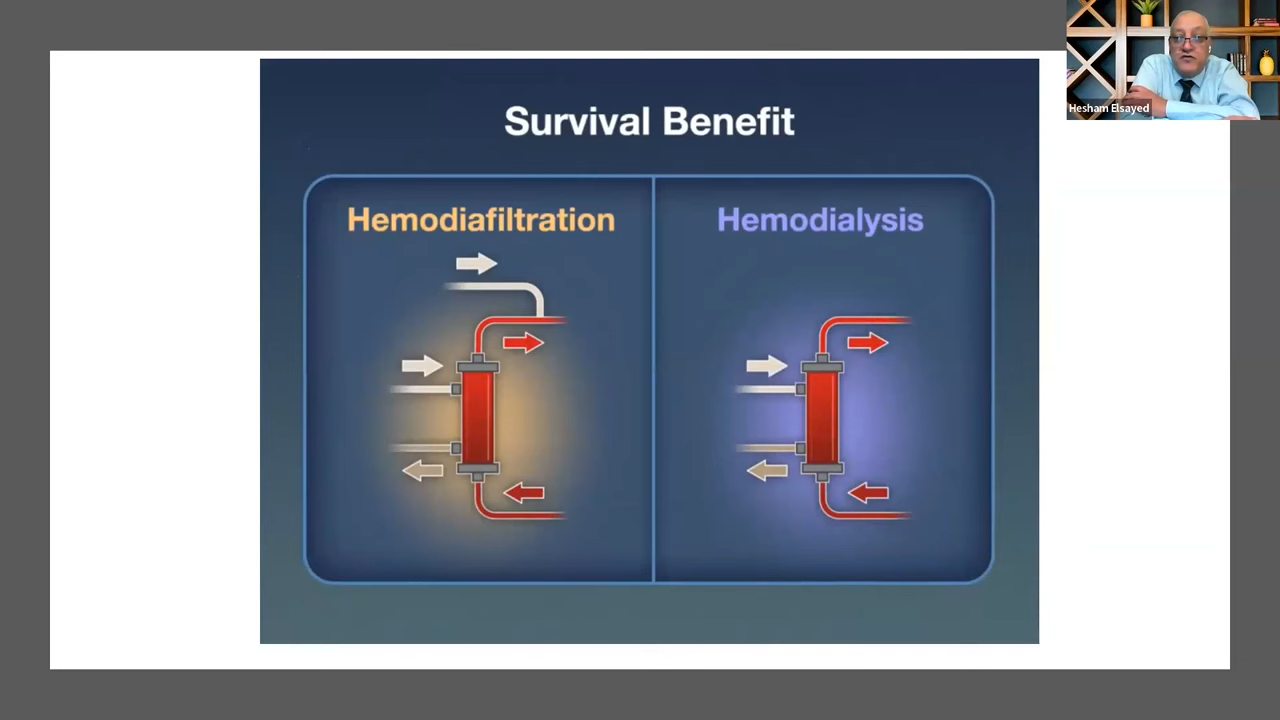 Survival Benefit
Hemodiafiltration
Hemodialysis
Hesham Elsayed